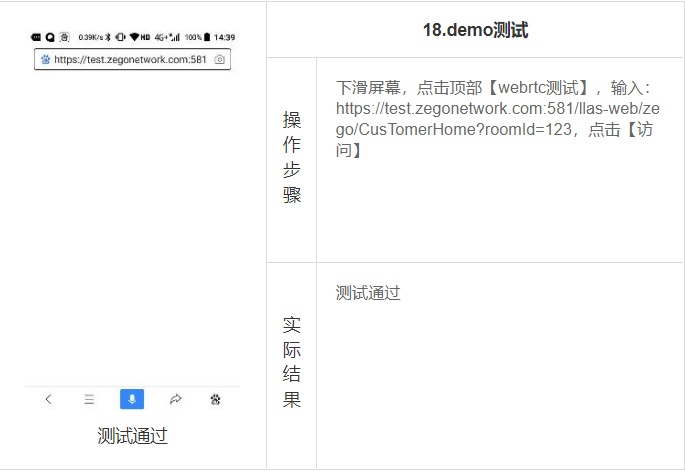 0.39K/s HD 4G+ 100% 14:39
https://test.zegonetwork.com:581
测试通过
18.demo测试
操作步骤
下滑屏幕，点击顶部【webrtc测试】，输入：
https://test.zegonetwork.com:581/llas-web/ze
go/CusTomerHome?roomId=123，点击【访
问】
实际结果
测试通过